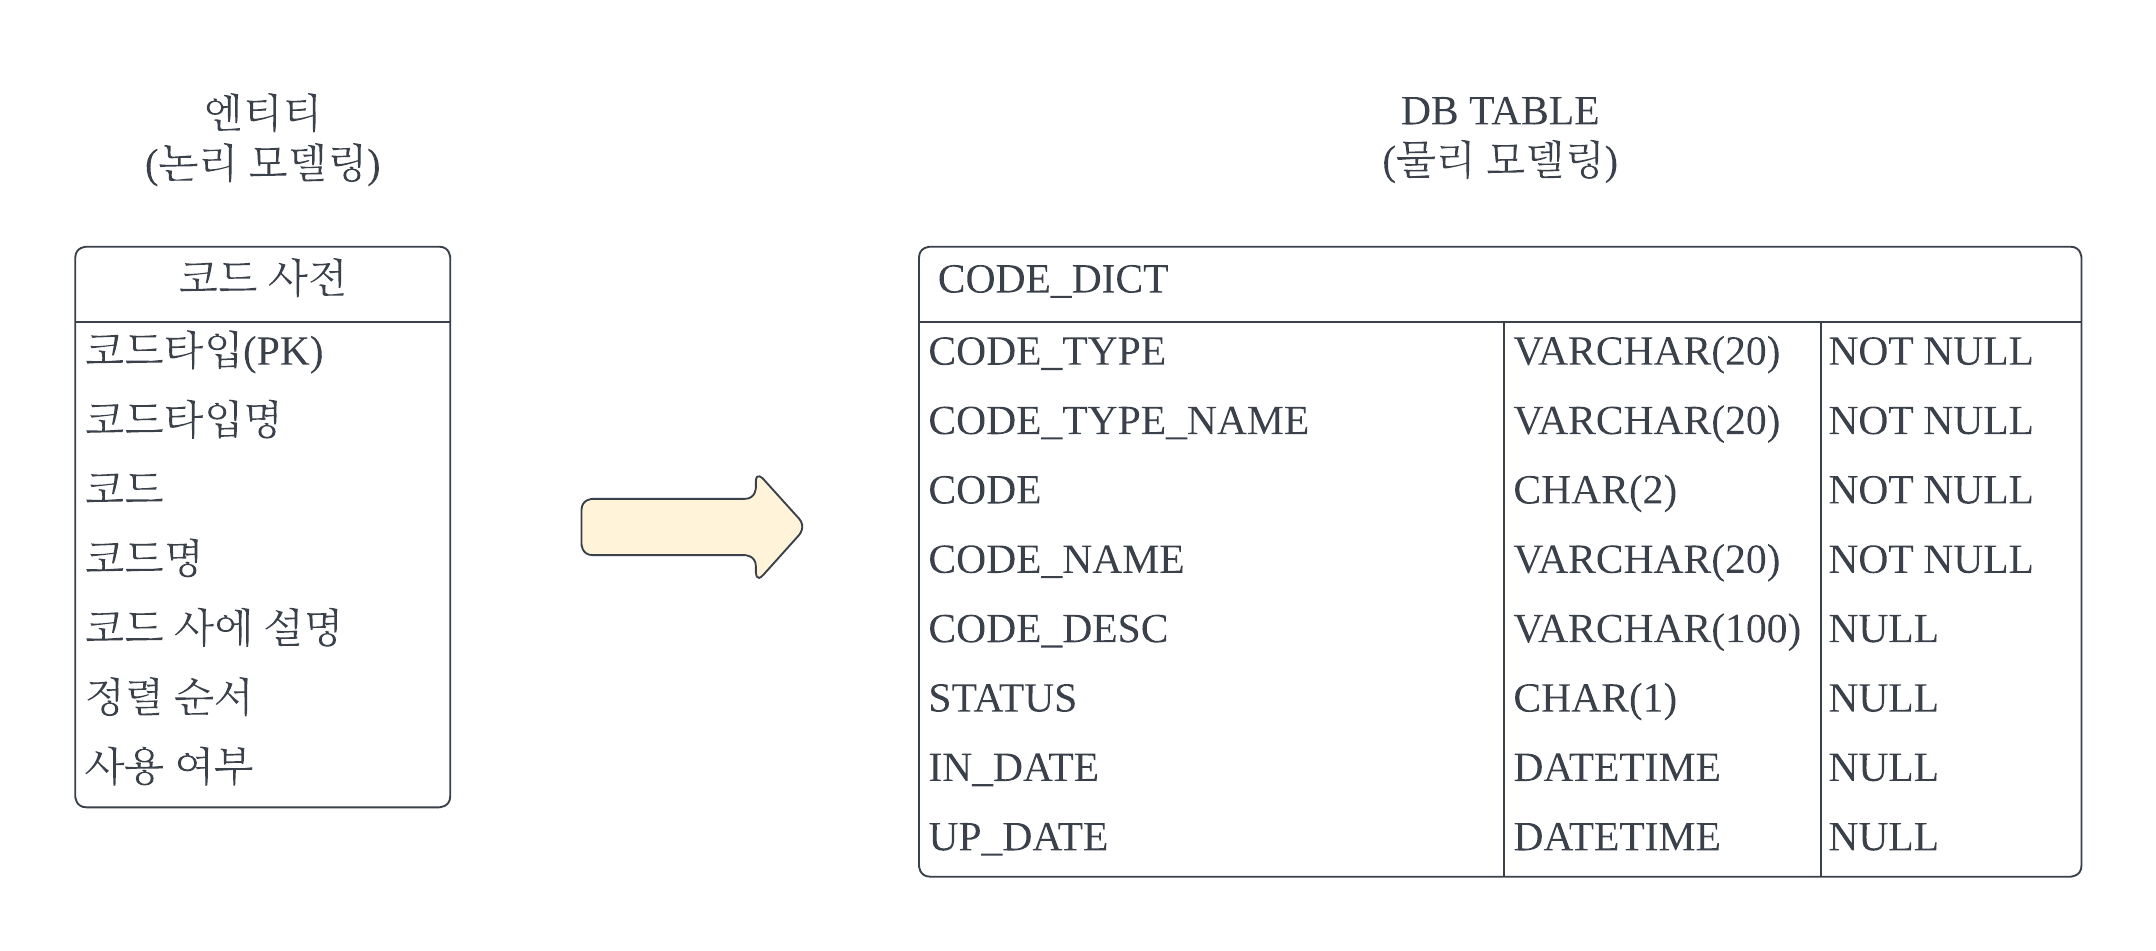 엔티티
(논리 모델링)
코드 사전
코드타입(PK)
코드타입명
코드
코드명
코드 사에 설명
정렬 순서
사용 여부
DB TABLE
(물리 모델링)
CODE_DICT
CODE_TYPE VARCHAR(20) NOT NULL
CODE_TYPE_NAME VARCHAR(20) NOT NULL
CODE CHAR(2) NOT NULL
CODE_NAME VARCHAR(20) NOT NULL
CODE_DESC VARCHAR(100) NULL
STATUS CHAR(1) NULL
IN_DATE DATETIME NULL
UP_DATE DATETIME NULL